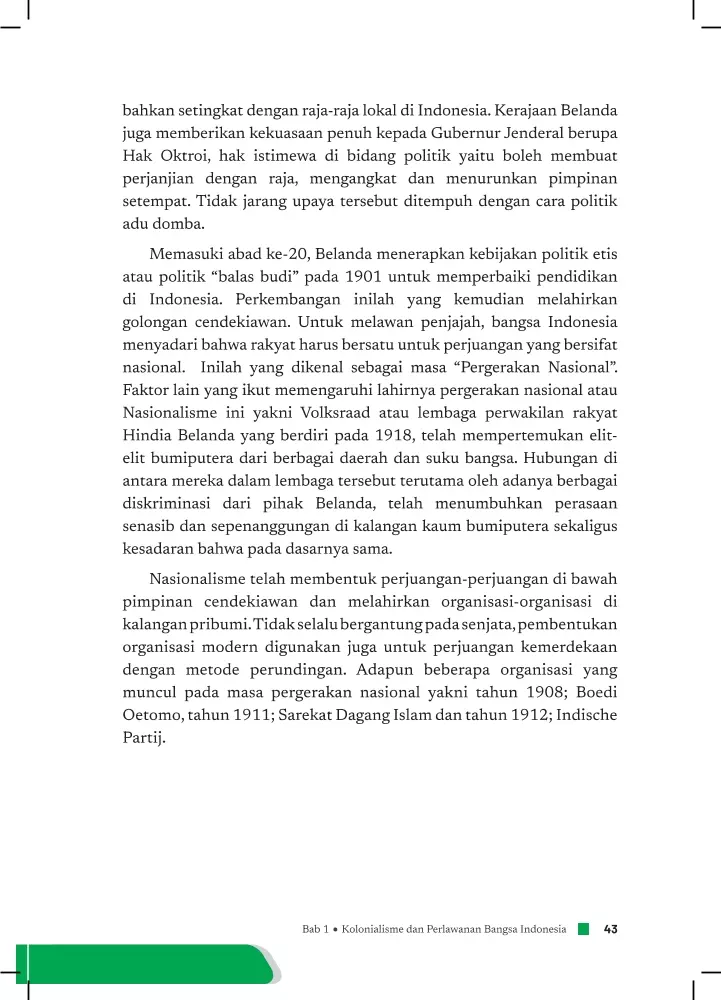 bahkan setingkat dengan raja-raja lokal di Indonesia. Kerajaan Belanda
juga memberikan kekuasaan penuh kepada Gubernur Jenderal berupa
Hak Oktroi, hak istimewa di bidang politik yaitu boleh membuat
perjanjian dengan raja, mengangkat dan menurunkan pimpinan
setempat. Tidak jarang upaya tersebut ditempuh dengan cara politik
adu domba.
Memasuki abad ke-20, Belanda menerapkan kebijakan politik etis
atau politik “balas budi” pada 1901 untuk memperbaiki pendidikan
di Indonesia. Perkembangan inilah yang kemudian melahirkan
golongan cendekiawan. Untuk melawan penjajah, bangsa Indonesia
menyadari bahwa rakyat harus bersatu untuk perjuangan yang bersifat
nasional. Inilah yang dikenal sebagai masa “Pergerakan Nasional”.
Faktor lain yang ikut memengaruhi lahirnya pergerakan nasional atau
Nasionalisme ini yakni Volksraad atau lembaga perwakilan rakyat
Hindia Belanda yang berdiri pada 1918, telah mempertemukan elit-
elit bumiputera dari berbagai daerah dan suku bangsa. Hubungan di
antara mereka dalam lembaga tersebut terutama oleh adanya berbagai
diskriminasi dari pihak Belanda, telah menumbuhkan perasaan
senasib dan sepenanggungan di kalangan kaum bumiputera sekaligus
kesadaran bahwa pada dasarnya sama.
Nasionalisme telah membentuk perjuangan-perjuangan di bawah
pimpinan cendekiawan dan melahirkan organisasi-organisasi di
kalangan pribumi. Tidak selalu bergantung pada senjata, pembentukan
organisasi modern digunakan juga untuk perjuangan kemerdekaan
dengan metode perundingan. Adapun beberapa organisasi yang
muncul pada masa pergerakan nasional yakni tahun 1908; Boedi
Oetomo, tahun 1911; Sarekat Dagang Islam dan tahun 1912; Indische
Partij.
Bab 1 • Kolonialisme dan Perlawanan Bangsa Indonesia 43